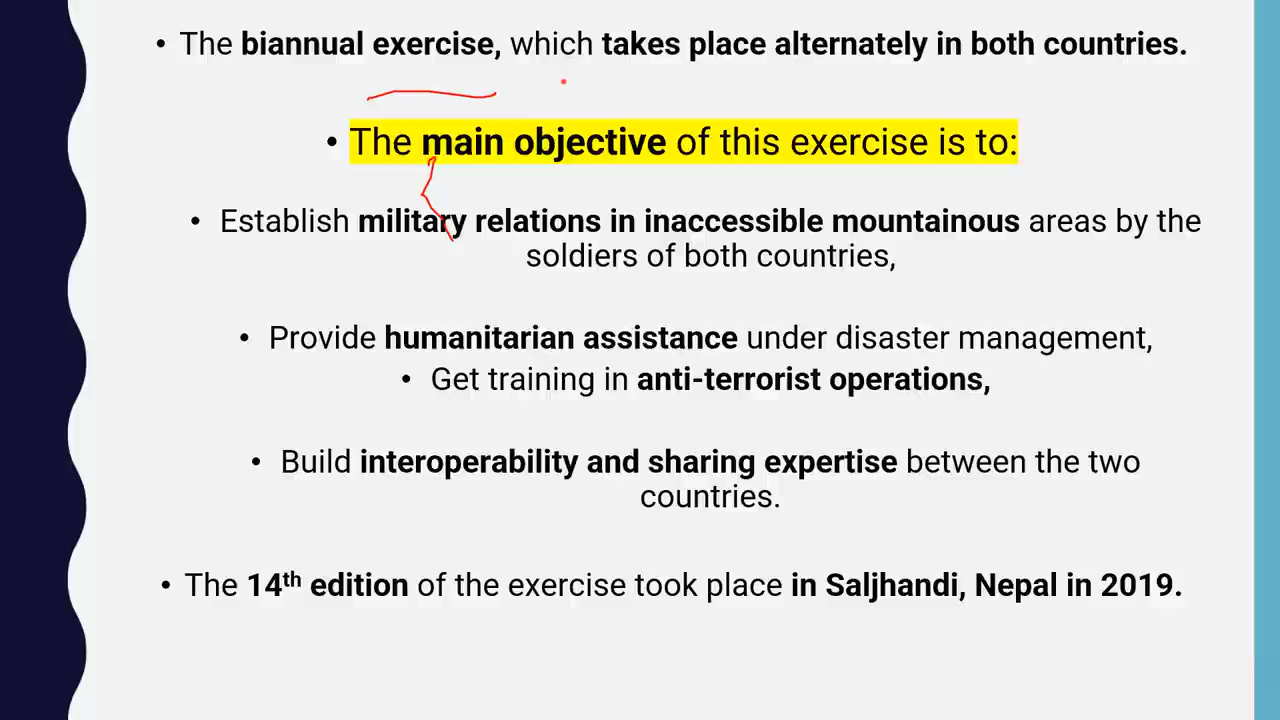 • The biannual exercise, which takes place alternately in both countries.
• The main objective of this exercise is to:
• Establish military relations in inaccessible mountainous areas by the
soldiers of both countries,
• Provide humanitarian assistance under disaster management,
• Get training in anti-terrorist operations,
• Build interoperability and sharing expertise between the two
countries.
• The 14th edition of the exercise took place in Saljhandi, Nepal in 2019.